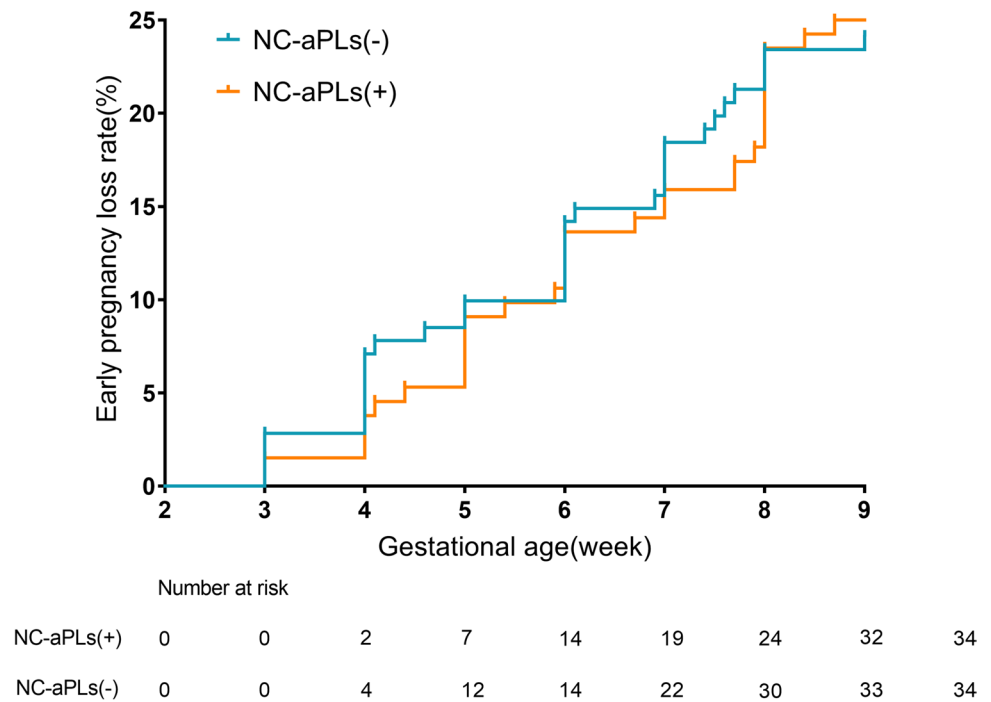 25
20
15
10
5
0
Early pregnancy loss rate(%)
NC-aPLs(-)
NC-aPLs(+)
2 3 4 5 6 7 8 9
Gestational age(week)
Number at risk
NC-aPLs(+) 0 0 2 7 14 19 24 32 34
NC-aPLs(-) 0 0 4 12 14 22 30 33 34